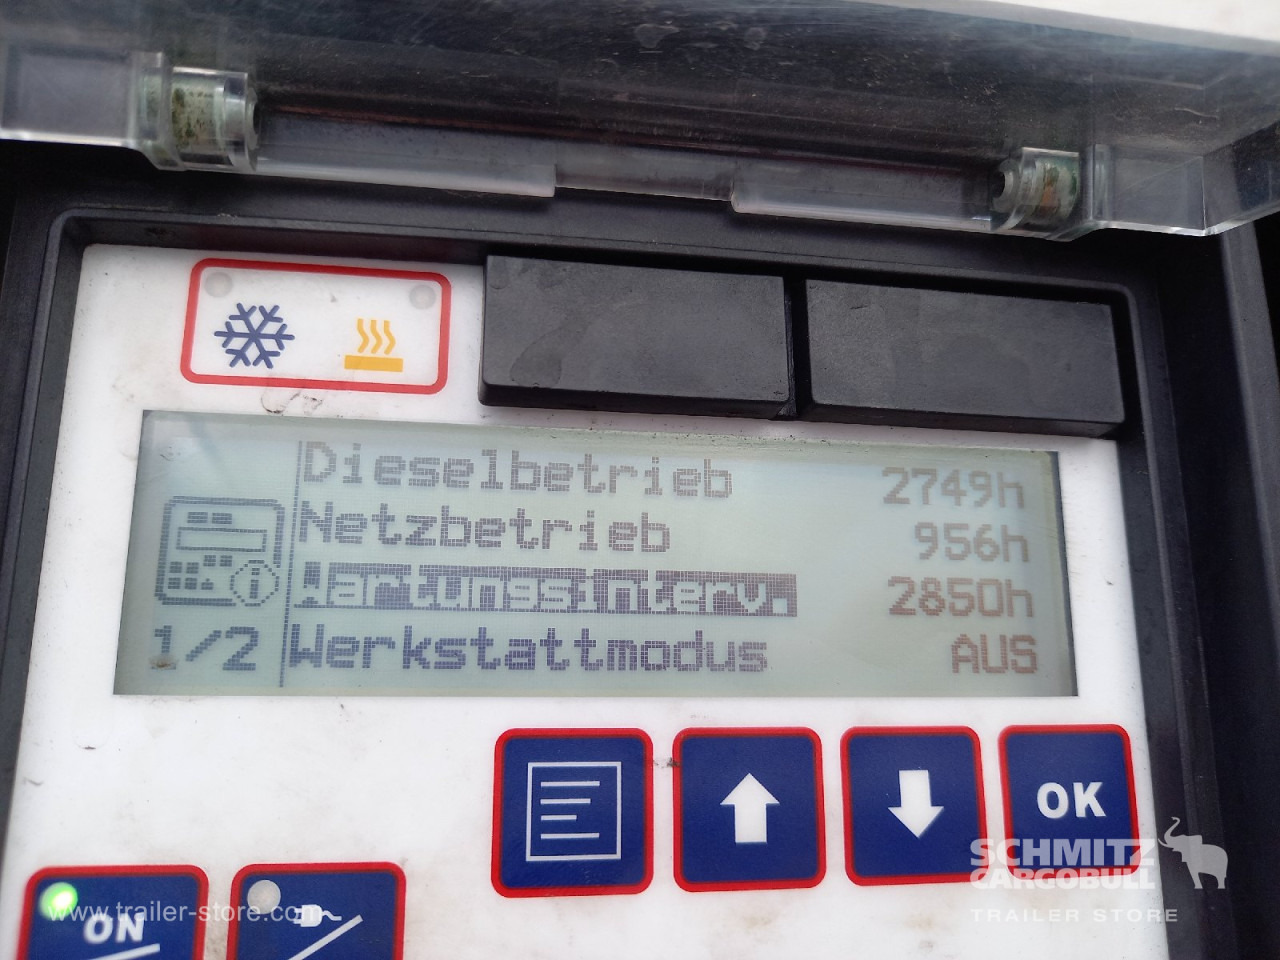 Dieselbetrieb 2749h
Netzbetrieb 956h
Wartungsinterv. 2850h
1/2 Werkstattmodus AUS
OK
SCHMITZ
CARGOBULL
TRAILER STORE
www.trailer-store.com
ON